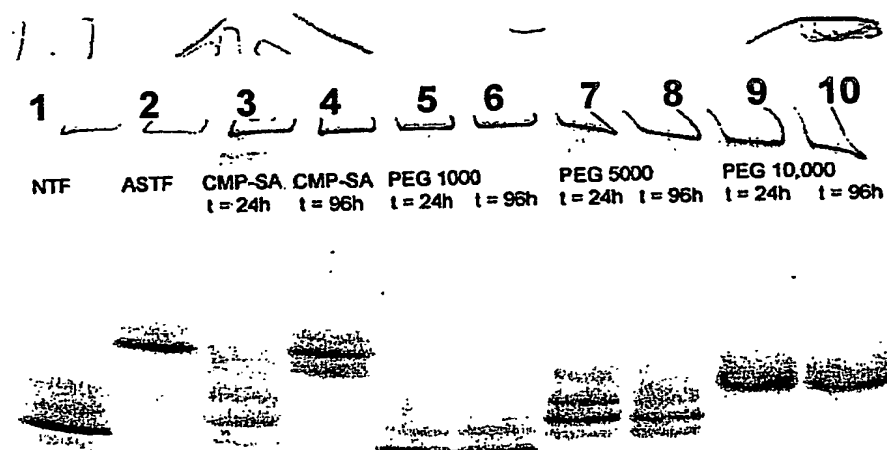 1 2 3 4 5 6 7 8 9 10
NTF ASTF CMP-SA CMP-SA PEG 1000 PEG 5000 PEG 10,000
t = 24h t = 96h t = 24h t = 96h t = 24h t = 96h t = 24h t = 96h